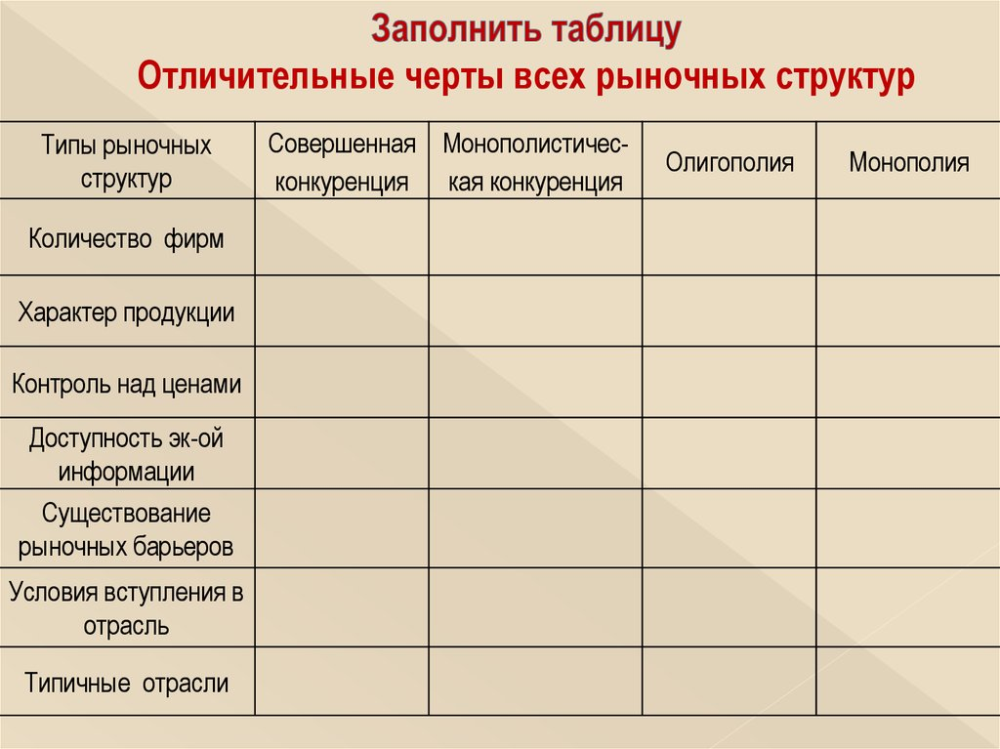 Заполнить таблицу
Отличительные черты всех рыночных структур
Типы рыночных
структур
Совершенная
конкуренция
Монополистичес-
кая конкуренция
Олигополия
Монополия
Количество фирм
Характер продукции
Контроль над ценами
Доступность эк-ой
информации
Существование
рыночных барьеров
Условия вступления в
отрасль
Типичные отрасли